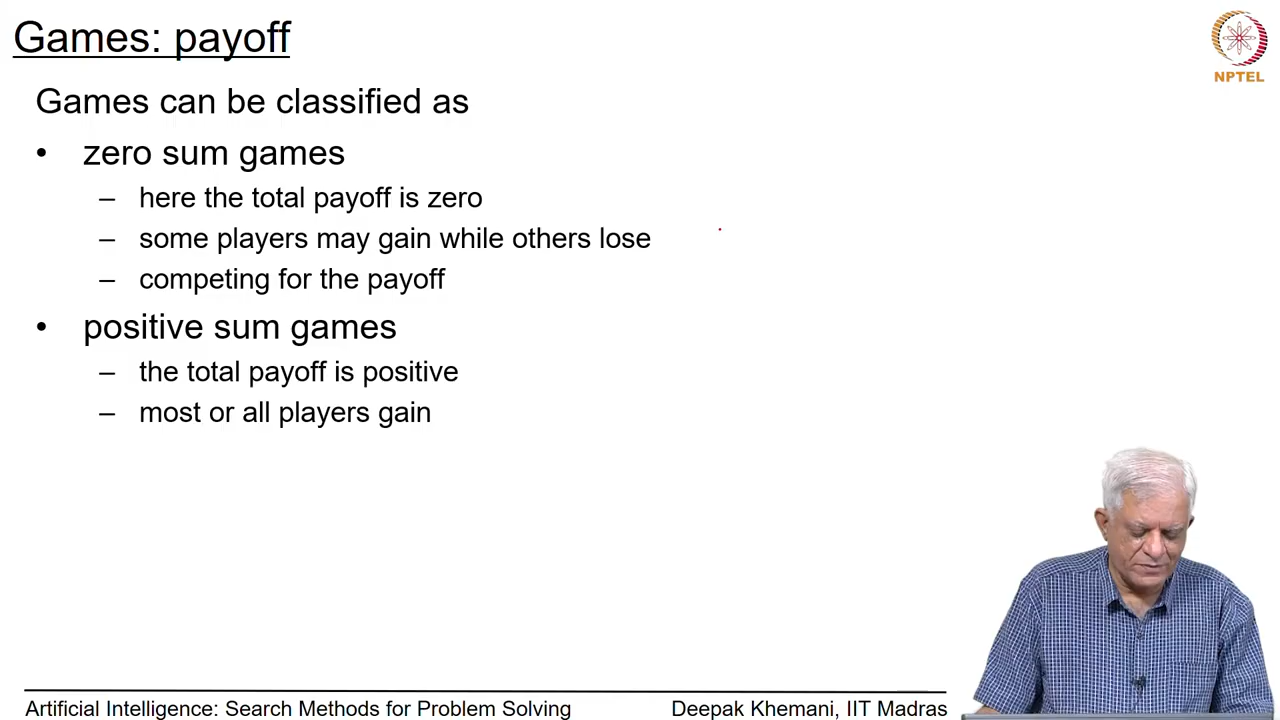 Games: payoff
NPTEL
Games can be classified as
• zero sum games
– here the total payoff is zero
– some players may gain while others lose
– competing for the payoff
• positive sum games
– the total payoff is positive
– most or all players gain
Artificial Intelligence: Search Methods for Problem Solving
Deepak Khemani, IIT Madras